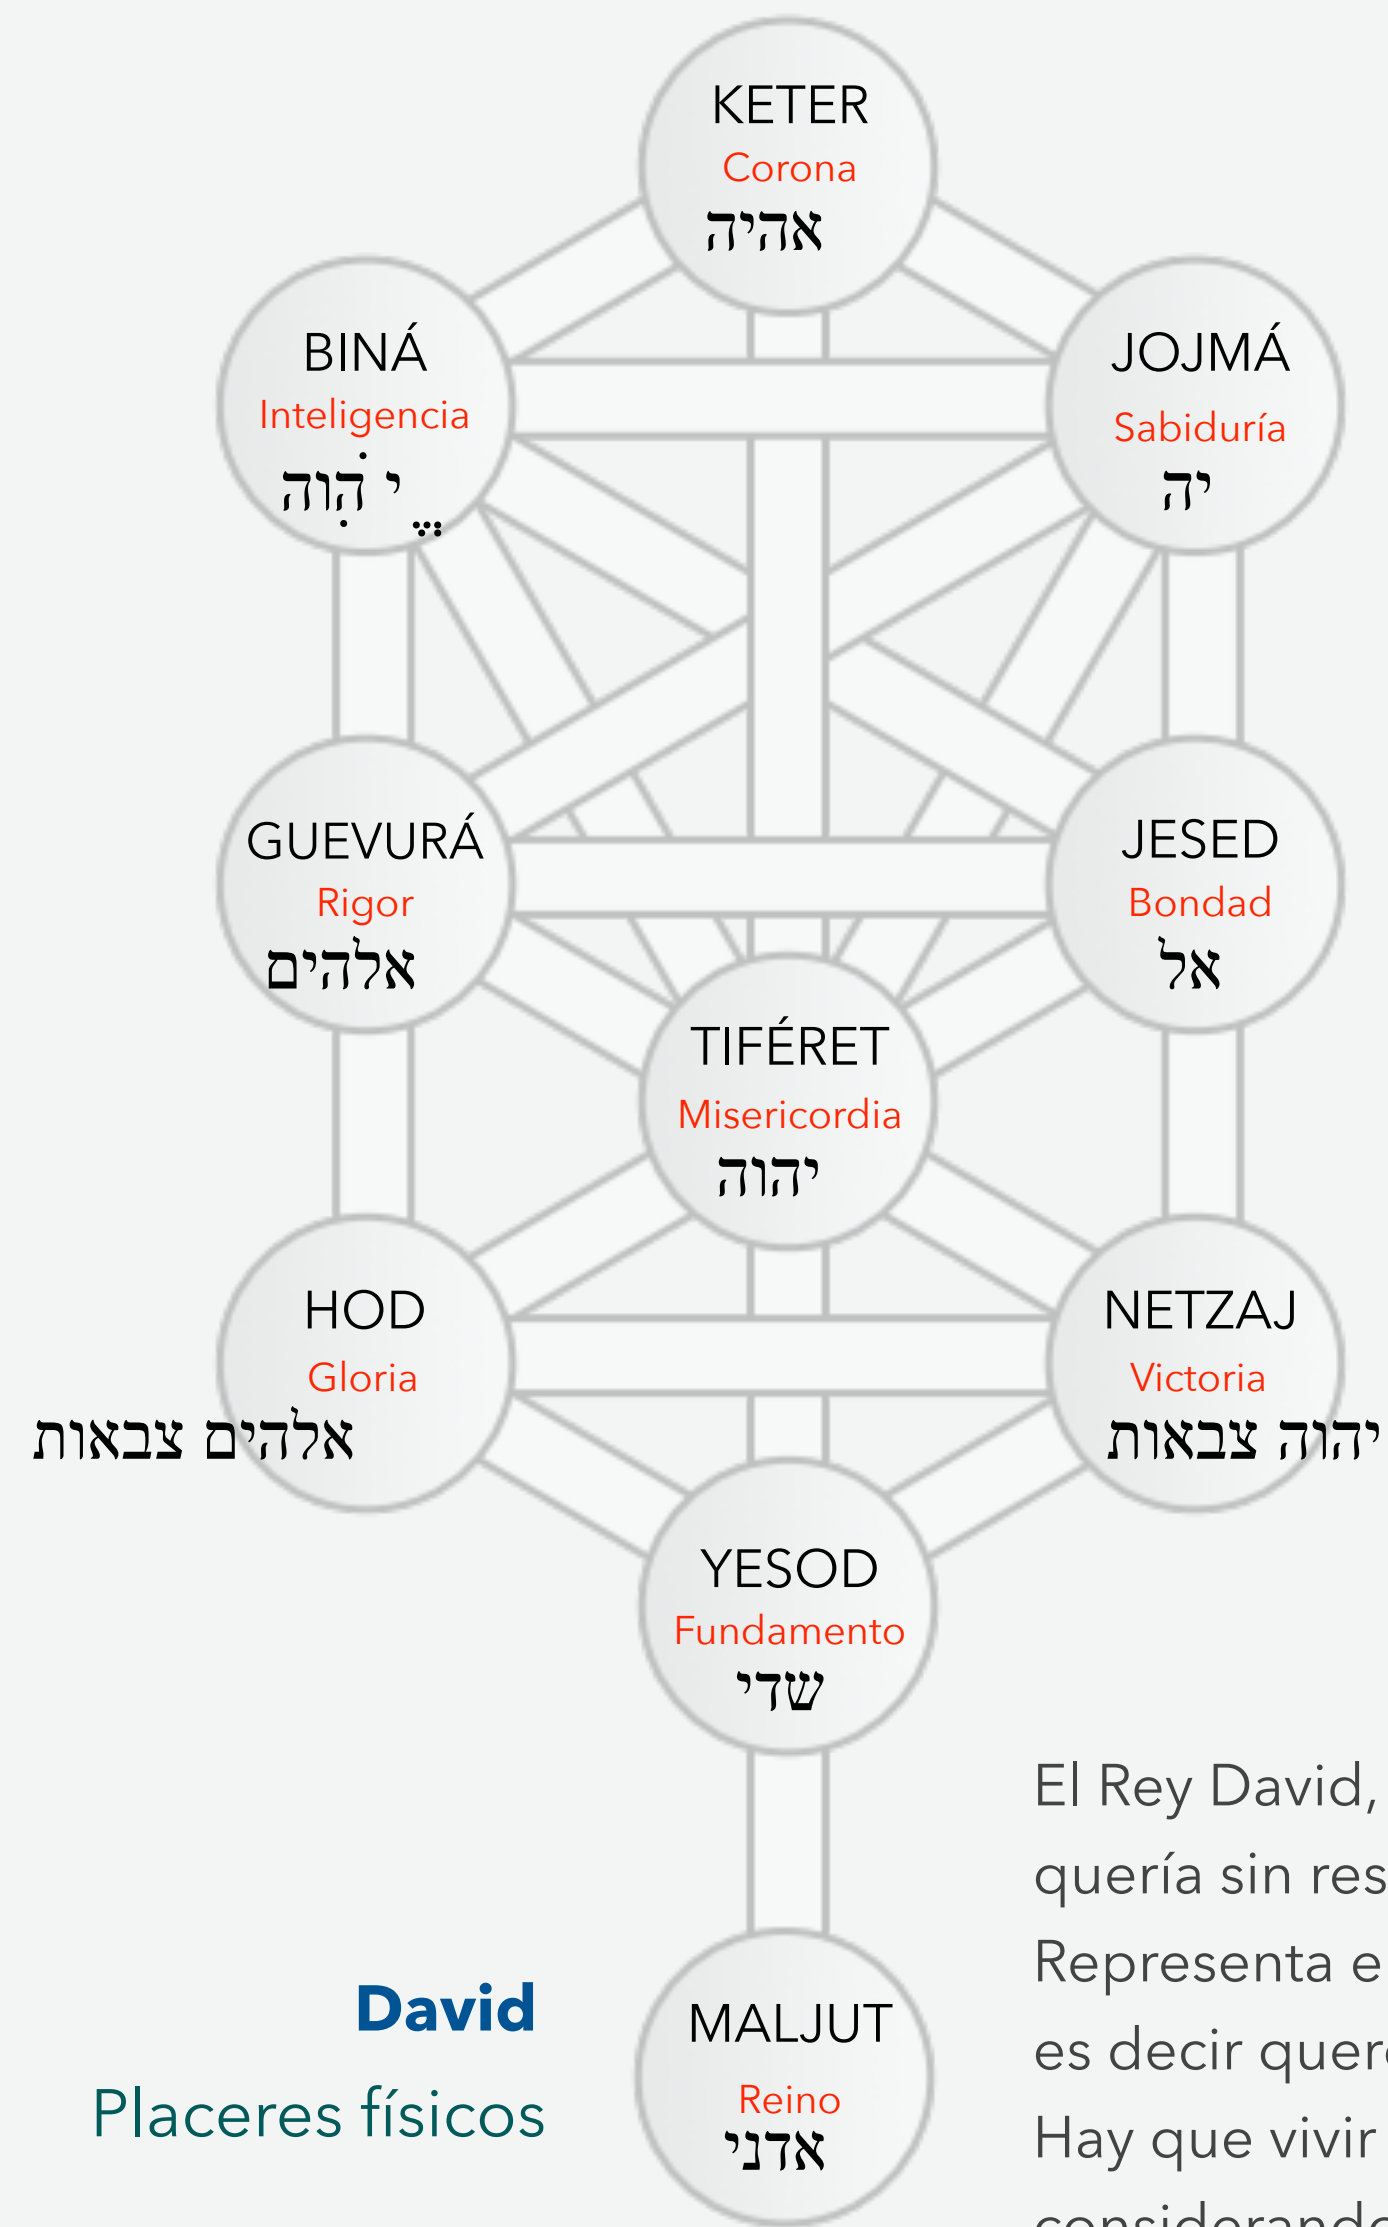 KETER
Corona
אהיה
BINÁ
Inteligencia
יֱ הֹוִה
JOJMÁ
Sabiduría
יה
GUEVURÁ
Rigor
אלהים
JESED
Bondad
אל
TIFÉRET
Misericordia
יהוה
HOD
Gloria
אלהים צבאות
NETZAJ
Victoria
יהוה צבאות
YESOD
Fundamento
שדי
David
Placeres físicos
MALJUT
Reino
אדני
El Rey David,
quería sin
Representa
es decir
Hay que vivir